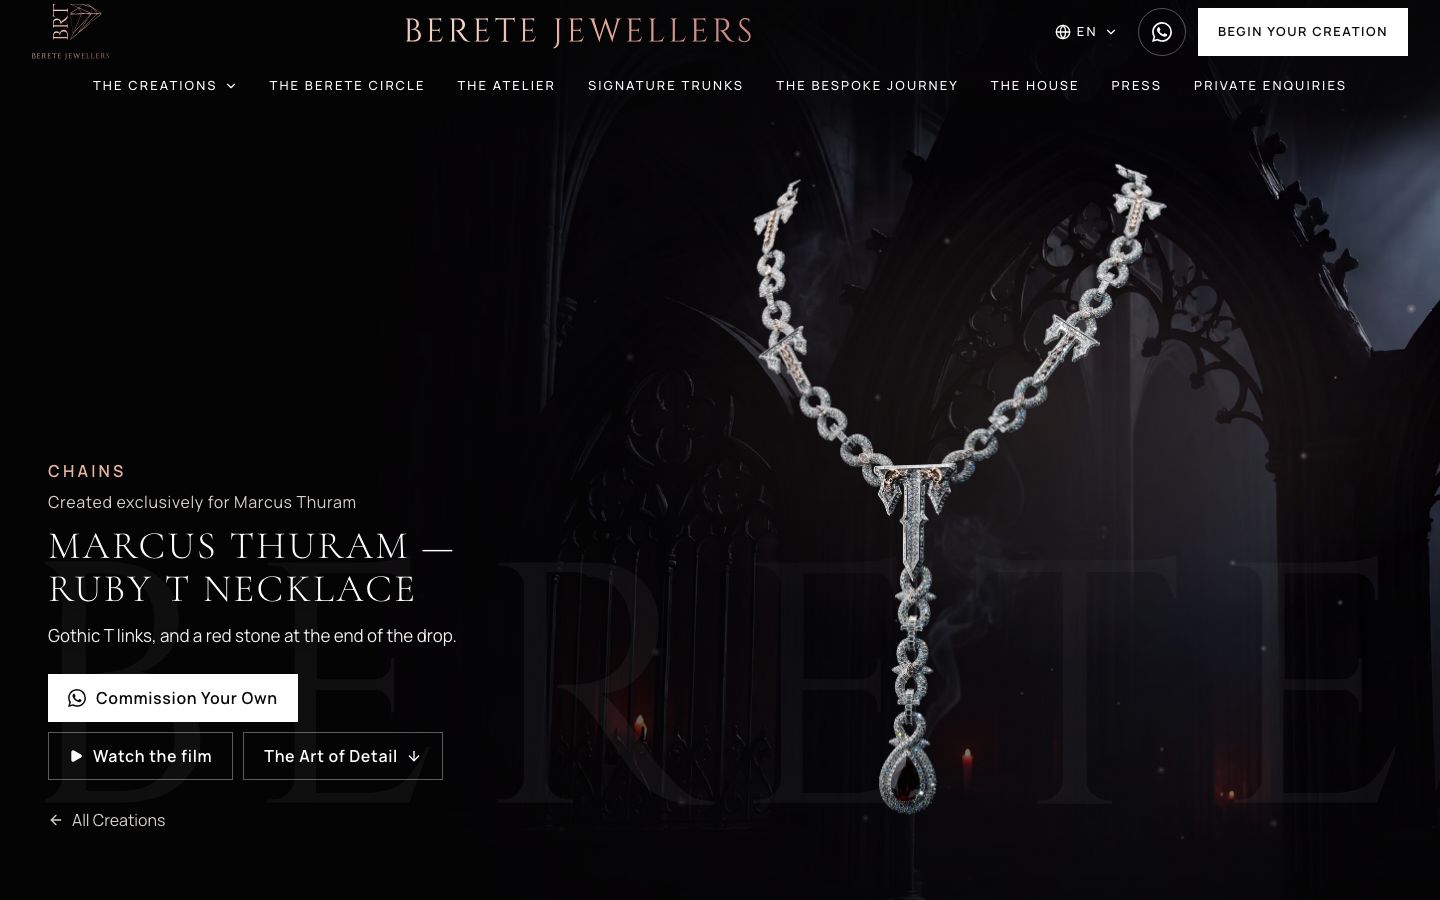 BRT
BERETE JEWELLERS
BERETE JEWELLERS
EN
BEGIN YOUR CREATION
THE CREATIONS
THE BERETE CIRCLE
THE ATELIER
SIGNATURE TRUNKS
THE BESPOKE JOURNEY
THE HOUSE
PRESS
PRIVATE ENQUIRIES
CHAINS
Created exclusively for Marcus Thuram
MARCUS THURAM —
RUBY T NECKLACE
Gothic T links, and a red stone at the end of the drop.
BERETE
Commission Your Own
Watch the film
The Art of Detail
All Creations